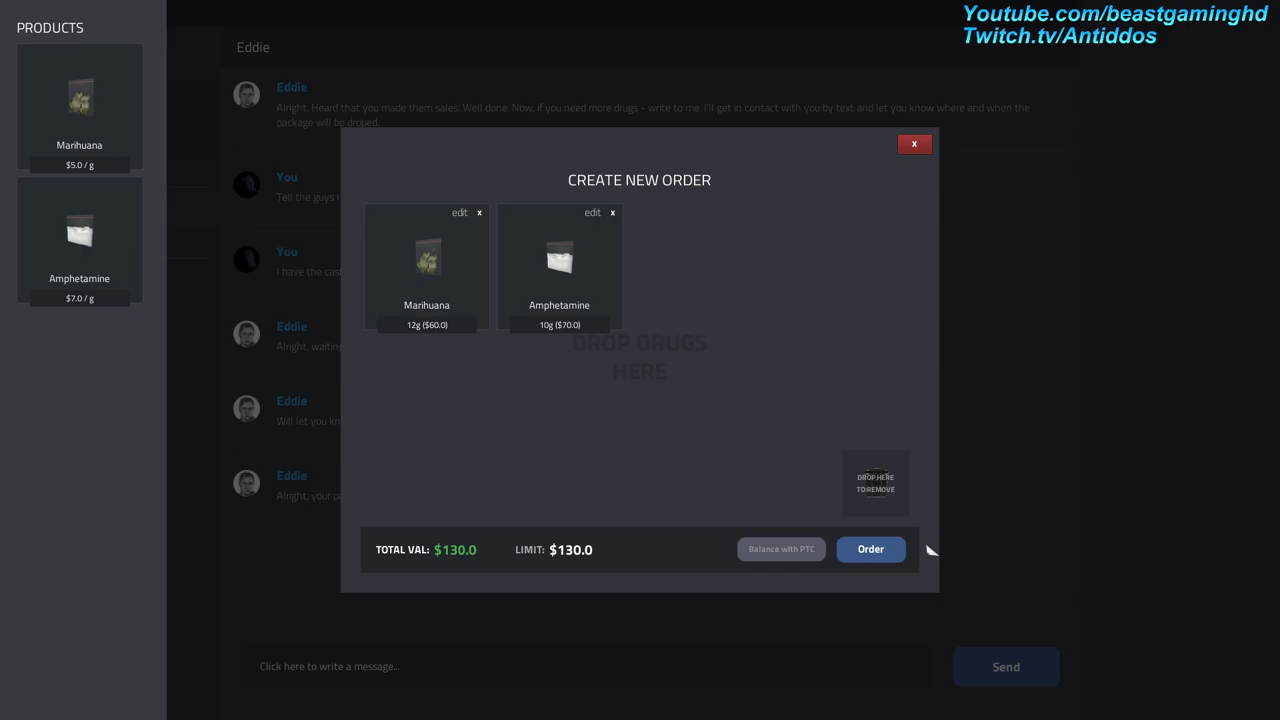 Youtube.com/beastgaminghd
Twitch.tv/Antiddos
PRODUCTS
Marihuana
$5.0 / g
Amphetamine
$7.0 / g
Eddie
Eddie
Alright. Heard that you made them sales. Well done. Now, if you need more drugs - write to me. I'll get in contact with you by text and let you know where and when the
package will be droped.
You
Tell the guys I
You
I have the cas
Eddie
Alright, waiting
Eddie
Will let you kn
Eddie
Alright, your pa
x
CREATE NEW ORDER
edit x
Marihuana
12g ($60.0)
edit x
Amphetamine
10g ($70.0)
DROP DRUGS
HERE
DROP HERE
TO REMOVE
TOTAL VAL: $130.0 LIMIT: $130.0
Balance with PTC
Order
Click here to write a message...
Send